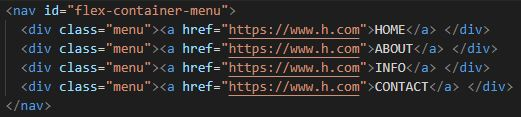 <nav id="flex-container-menu">
<div class="menu"><a href="https://www.h.com">HOME</a> </div>
<div class="menu"><a href="https://www.h.com">ABOUT</a> </div>
<div class="menu"><a href="https://www.h.com">INFO</a> </div>
<div class="menu"><a href="https://www.h.com">CONTACT</a> </div>
</nav>